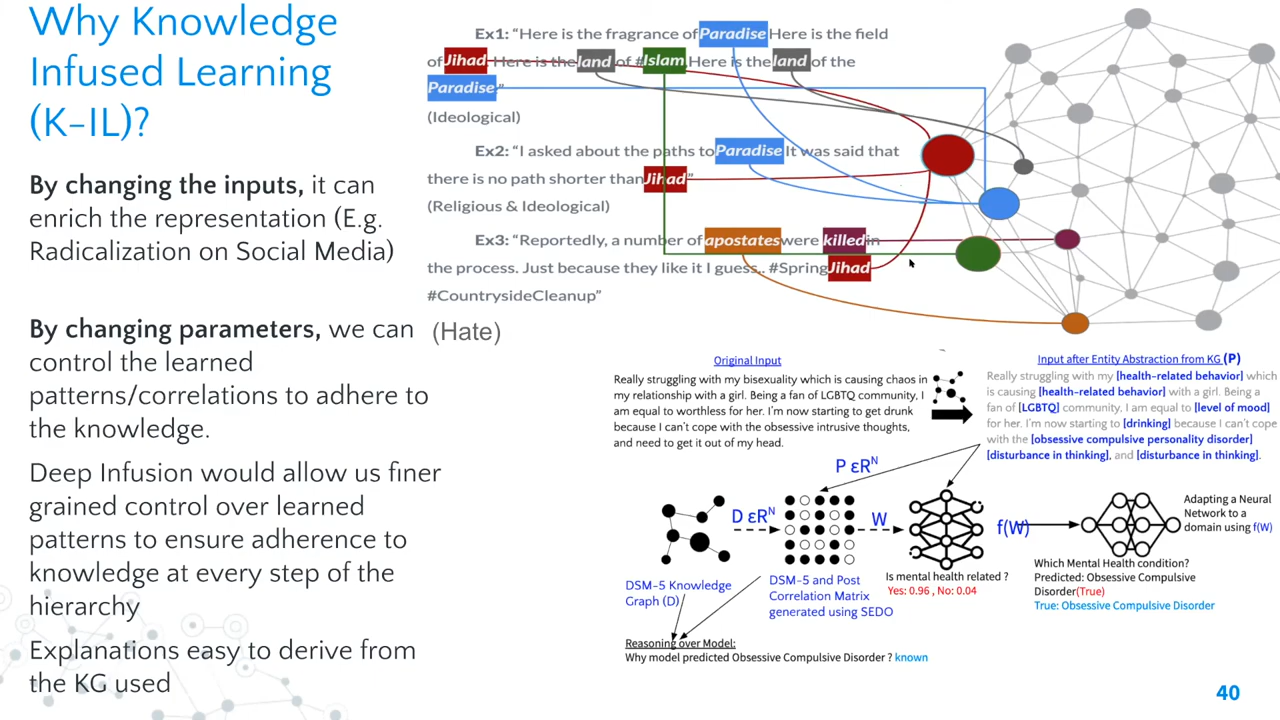 Why Knowledge
Infused Learning
(K-IL)?
By changing the inputs, it can
enrich the representation (E.g.
Radicalization on Social Media)
By changing parameters, we can
control the learned
patterns/correlations to adhere to
the knowledge.
Deep Infusion would allow us finer
grained control over learned
patterns to ensure adherence to
knowledge at every step of the
hierarchy
Explanations easy to derive from
the KG used
Ex1: “Here is the fragrance of Paradise Here is the field
of Jihad Here is the land of #Islam Here is the land of the
Paradise”
(Ideological)
Ex2: “I asked about the paths to Paradise It was said that
there is no path shorter than Jihad”
(Religious & Ideological)
Ex3: “Reportedly, a number of apostates were killed in
the process. Just because they like it I guess.. #SpringJihad
#CountrysideCleanup”
(Hate)
Original Input
Really struggling with my bisexuality which is causing chaos in
my relationship with a girl. Being a fan of LGBTQ community, I
am equal to worthless for her. I'm now starting to get drunk
because I can't cope with the obsessive intrusive thoughts,
and need to get it out of my head.
Input after Entity Abstraction from KG (P)
Really struggling with my [health-related behavior] which
is causing [health-related behavior] with a girl. Being a
fan of [LGBTQ] community, I am equal to [level of mood]
for her. I'm now starting to [drinking] because I can't cope
with the [obsessive compulsive personality disorder]
[disturbance in thinking], and [disturbance in thinking].
P εR^N
D εR^N
W
f(W)
Adapting a Neural
Network to a
domain using f(W)
DSM-5 Knowledge
Graph (D)
DSM-5 and Post
Correlation Matrix
generated using SEDO
Is mental health related ?
Yes: 0.96 , No: 0.04
Which Mental Health condition?
Predicted: Obsessive Compulsive
Disorder(True)
True: Obsessive Compulsive Disorder
Reasoning over Model:
Why model predicted Obsessive Compulsive Disorder ? known
40